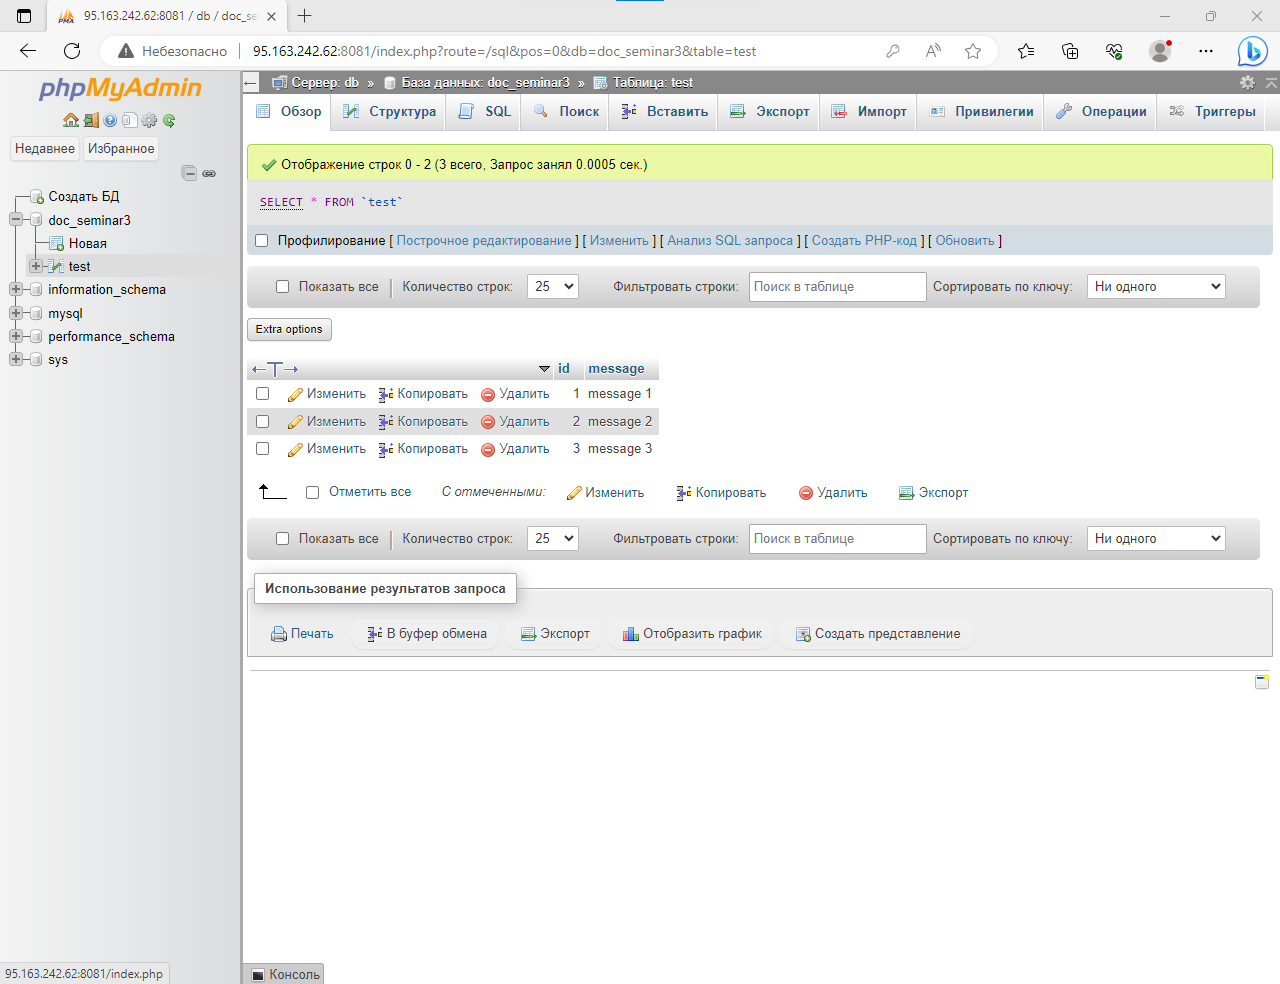 95.163.242.62:8081 / db / doc_se
Небезопасно 95.163.242.62:8081/index.php?route=/sql&pos=0&db=doc_seminar3&table=test
phpMyAdmin
Недавнее Избранное
Создать БД
doc_seminar3
Новая
test
information_schema
mysql
performance_schema
sys
95.163.242.62:8081/index.php
Сервер: db » База данных: doc_seminar3 » Таблица: test
Обзор Структура SQL Поиск Вставить Экспорт Импорт Привилегии Операции Триггеры
Отображение строк 0 - 2 (3 всего, Запрос занял 0.0005 сек.)
SELECT * FROM `test`
Профилирование [ Построчное редактирование ] [ Изменить ] [ Анализ SQL запроса ] [ Создать PHP-код ] [ Обновить ]
Показать все Количество строк: 25 Фильтровать строки: Поиск в таблице Сортировать по ключу: Ни одного
Extra options
id message
Изменить Копировать Удалить 1 message 1
Изменить Копировать Удалить 2 message 2
Изменить Копировать Удалить 3 message 3
Отметить все С отмеченными: Изменить Копировать Удалить Экспорт
Показать все Количество строк: 25 Фильтровать строки: Поиск в таблице Сортировать по ключу: Ни одного
Использование результатов запроса
Печать В буфер обмена Экспорт Отобразить график Создать представление
Консоль